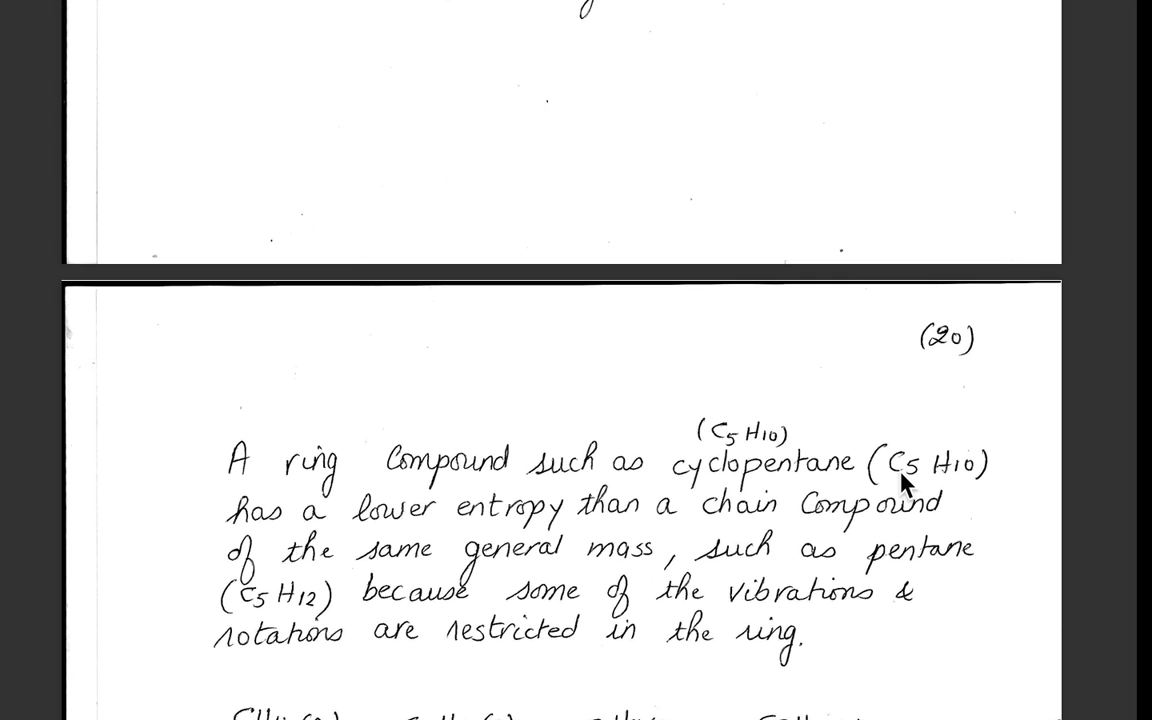 (20)
(C5 H10)
A ring compound such as cyclopentane (C5 H10)
has a lower entropy than a chain compound
of the same general mass, such as pentane
(C5 H12) because some of the vibrations &
rotations are restricted in the ring.